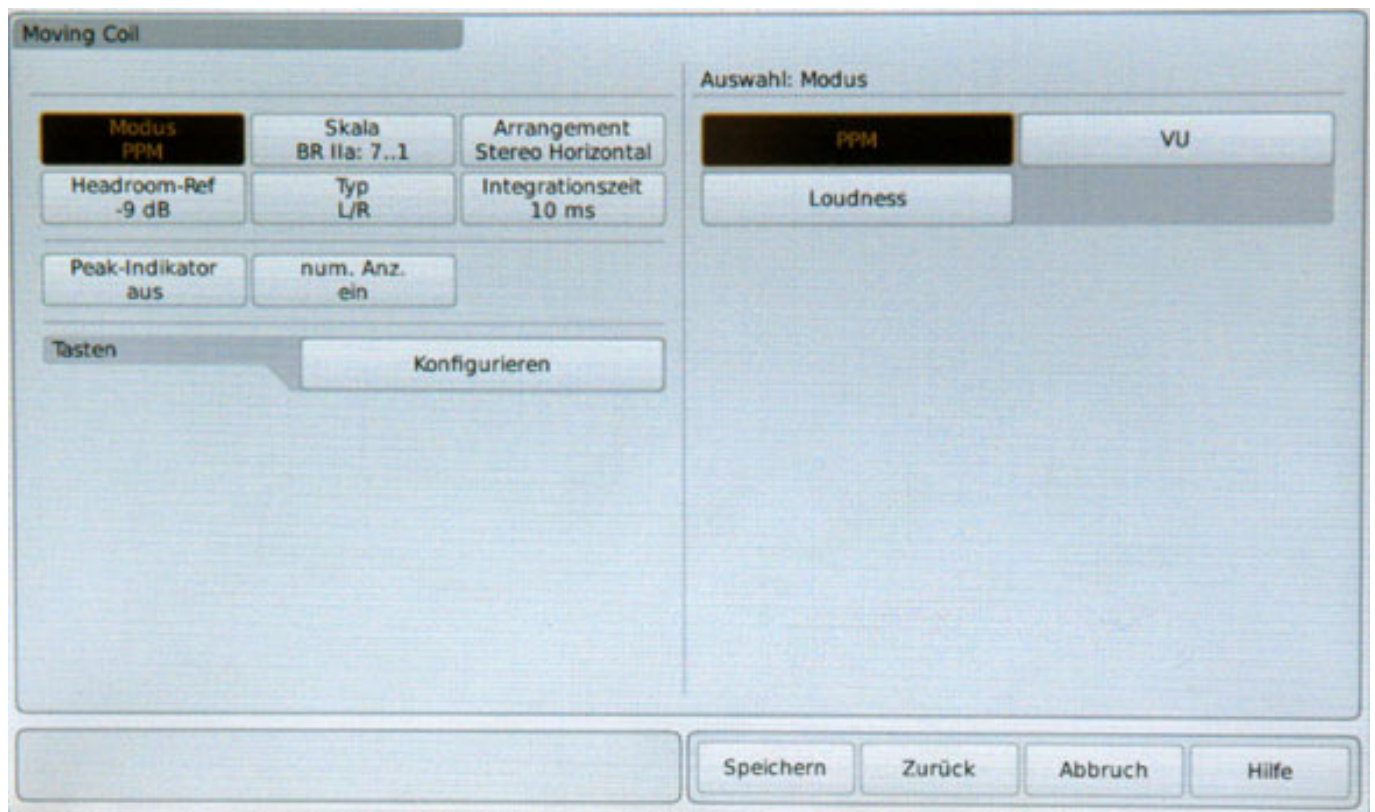 Moving Coil
Auswahl: Modus
Modus
PPM
Skala
BR IIa: 7..1
Arrangement
Stereo Horizontal
Headroom-Ref
-9 dB
Typ
L/R
Integrationszeit
10 ms
Peak-Indikator
aus
num. Anz.
ein
Tasten
Konfigurieren
PPM
VU
Loudness
Speichern
Zurück
Abbruch
Hilfe